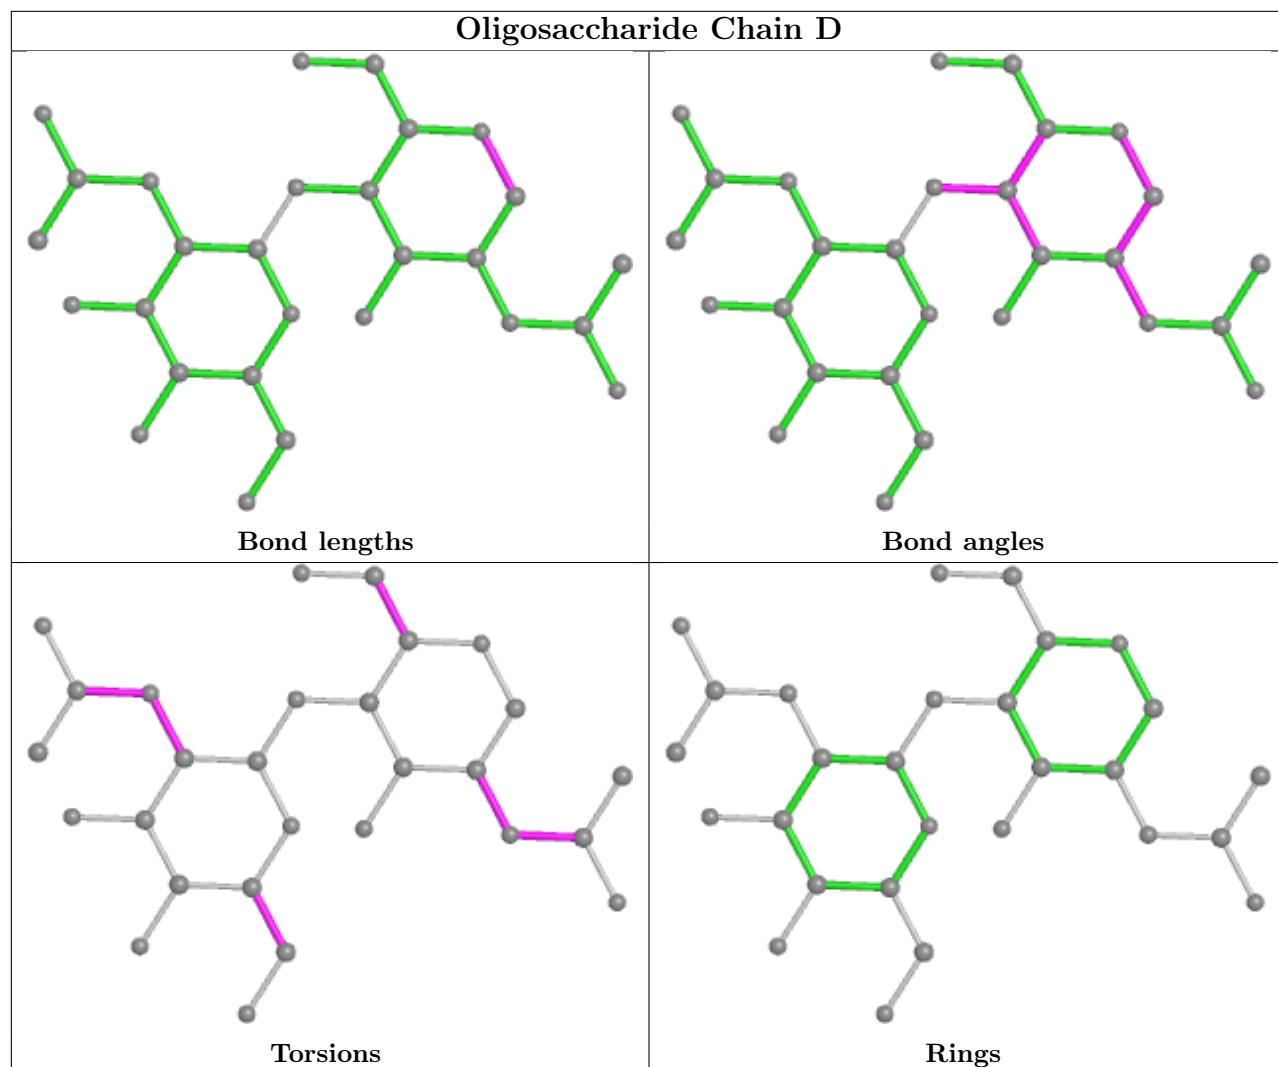 Oligosaccharide Chain D
Bond lengths
Bond angles
Torsions
Rings